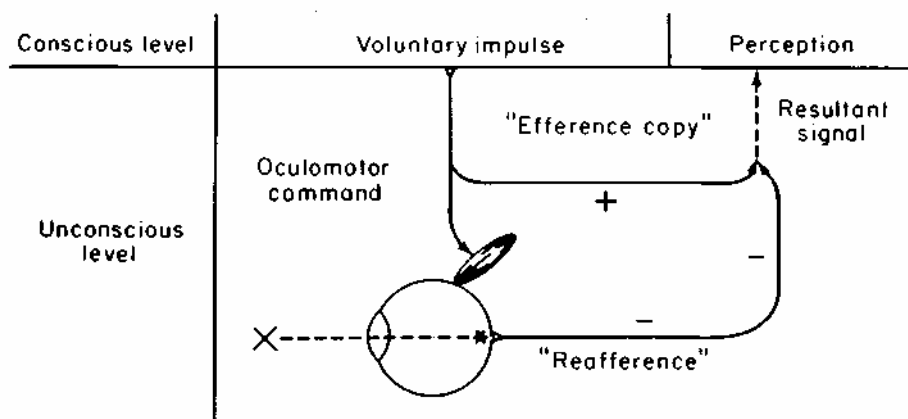 Conscious level
Voluntary impulse
Perception
"Efference copy"
Resultant
signal
Oculomotor
command
+
Unconscious
level
−
−
"Reafference"